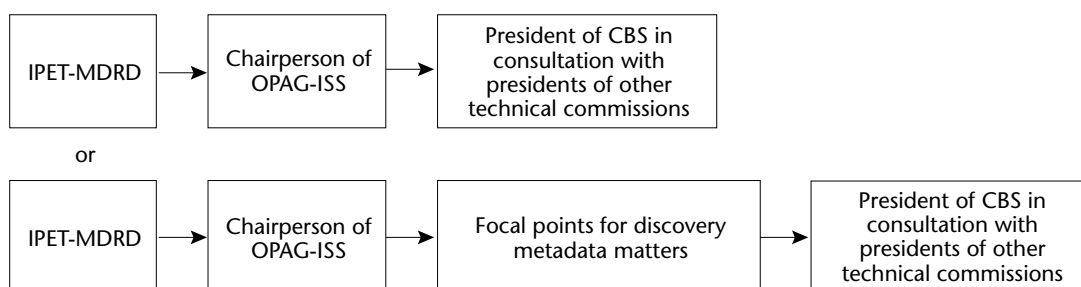 IPET-MDRD
Chairperson of
OPAG-ISS
President of CBS in
consultation with
presidents of other
technical commissions
or
IPET-MDRD
Chairperson of
OPAG-ISS
Focal points for discovery
metadata matters
President of CBS in
consultation with
presidents of other
technical commissions